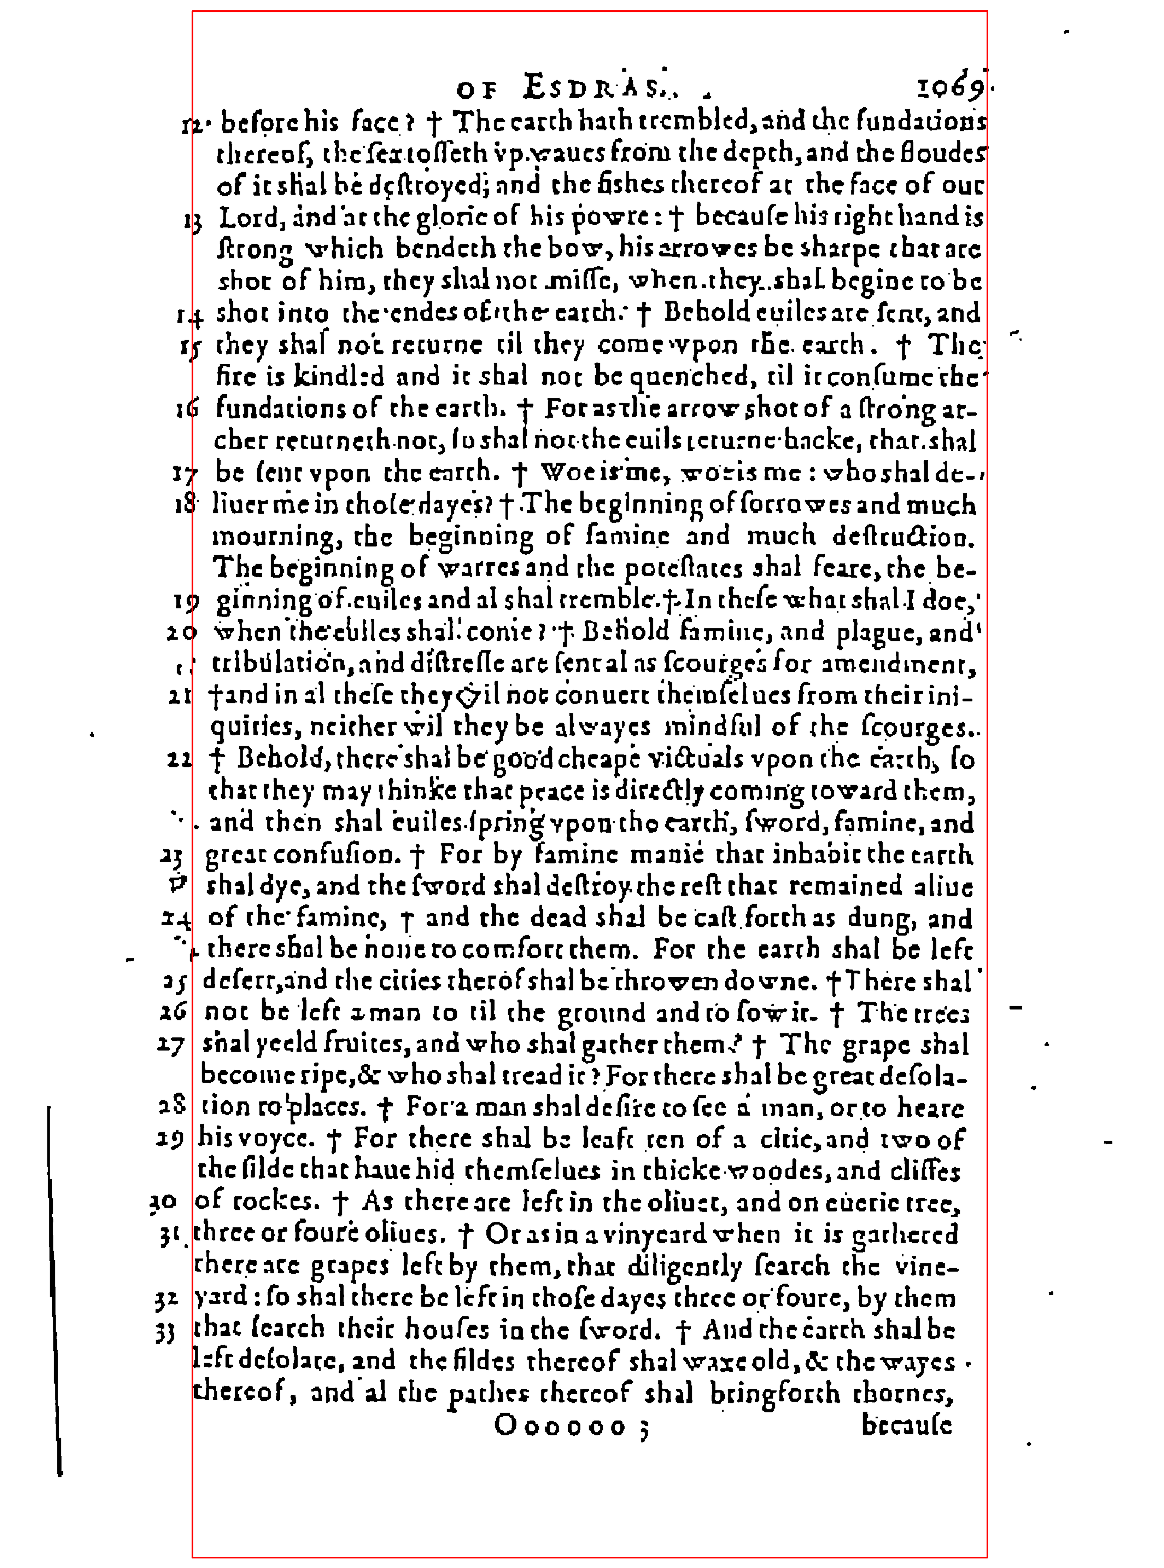 OF ESDRAS. 1069
12 before his face? † The earth hath trembled, and the fundations
thereof, the sea tosseth vp waues from the depth, and the floudes
of it shal be destroyed; and the fishes thereof at the face of our
13 Lord, and at the glorie of his powre: † becauſe his right hand is
ſtrong which bendeth the bow, his arrowes be sharpe that are
shot of him, they shal not miſſe, when they shal begine to be
14 shot into the endes of the earth. † Behold euiles are ſent, and
15 they shal not returne til they come vpon the earth. † The
fire is kindled and it shal not be quenched, til it conſume the
16 fundations of the earth. † For as the arrow shot of a ſtrong ar-
cher returneth not, ſo shal not the euils returne backe, that shal
17 be ſent vpon the earth. † Woe is me, woe is me: who shal de-
18 liuer me in thoſe dayes? † The beginning of ſorrowes and much
mourning, the beginning of famine and much deſtruction.
The beginning of warres and the poteſtates shal feare, the be-
19 ginning of euiles and al shal tremble. † In theſe what shal I doe,
20 when the euiles shal come? † Behold famine, and plague, and
tribulation, and diſtreſſe are ſent al as ſcourges for amendment,
21 † and in al theſe they wil not conuert themſelues from their ini-
quities, neither wil they be alwayes mindful of the ſcourges.
22 † Behold, there shal be good cheape victuals vpon the earth, ſo
that they may thinke that peace is directly coming toward them,
and then shal euiles ſpring vpon the earth, ſword, famine, and
23 great confuſion. † For by famine manie that inhabit the earth
shal dye, and the ſword shal deſtroy the reſt that remained aliue
24 of the famine, † and the dead shal be caſt forth as dung, and
there shal be none to comfort them. For the earth shal be left
deſert, and the cities therof shal be throwen downe. † There shal
25 not be left a man to til the ground and to ſow it. † The trees
26 shal yeeld fruites, and who shal gather them? † The grape shal
27 become ripe, & who shal tread it? For there shal be great deſola-
28 tion to places. † For a man shal deſire to ſee a man, or to heare
29 his voyce. † For there shal be leaft ten of a citie, and two of
the filde that haue hid themſelues in thicke woodes, and cliffes
30 of rockes. † As there are left in the oliuet, and on euerie tree,
31 three or foure oliues. † Or as in a vineyard when it is gathered
there are grapes left by them, that diligently ſearch the vine-
32 yard: ſo shal there be left in thoſe dayes three or foure, by them
33 that ſearch their houſes in the ſword. † And the earth shal be
left deſolate, and the fildes thereof shal waxe old, & the wayes
thereof, and al the pathes thereof shal bring forth thornes,
Oooooo 3 becauſe